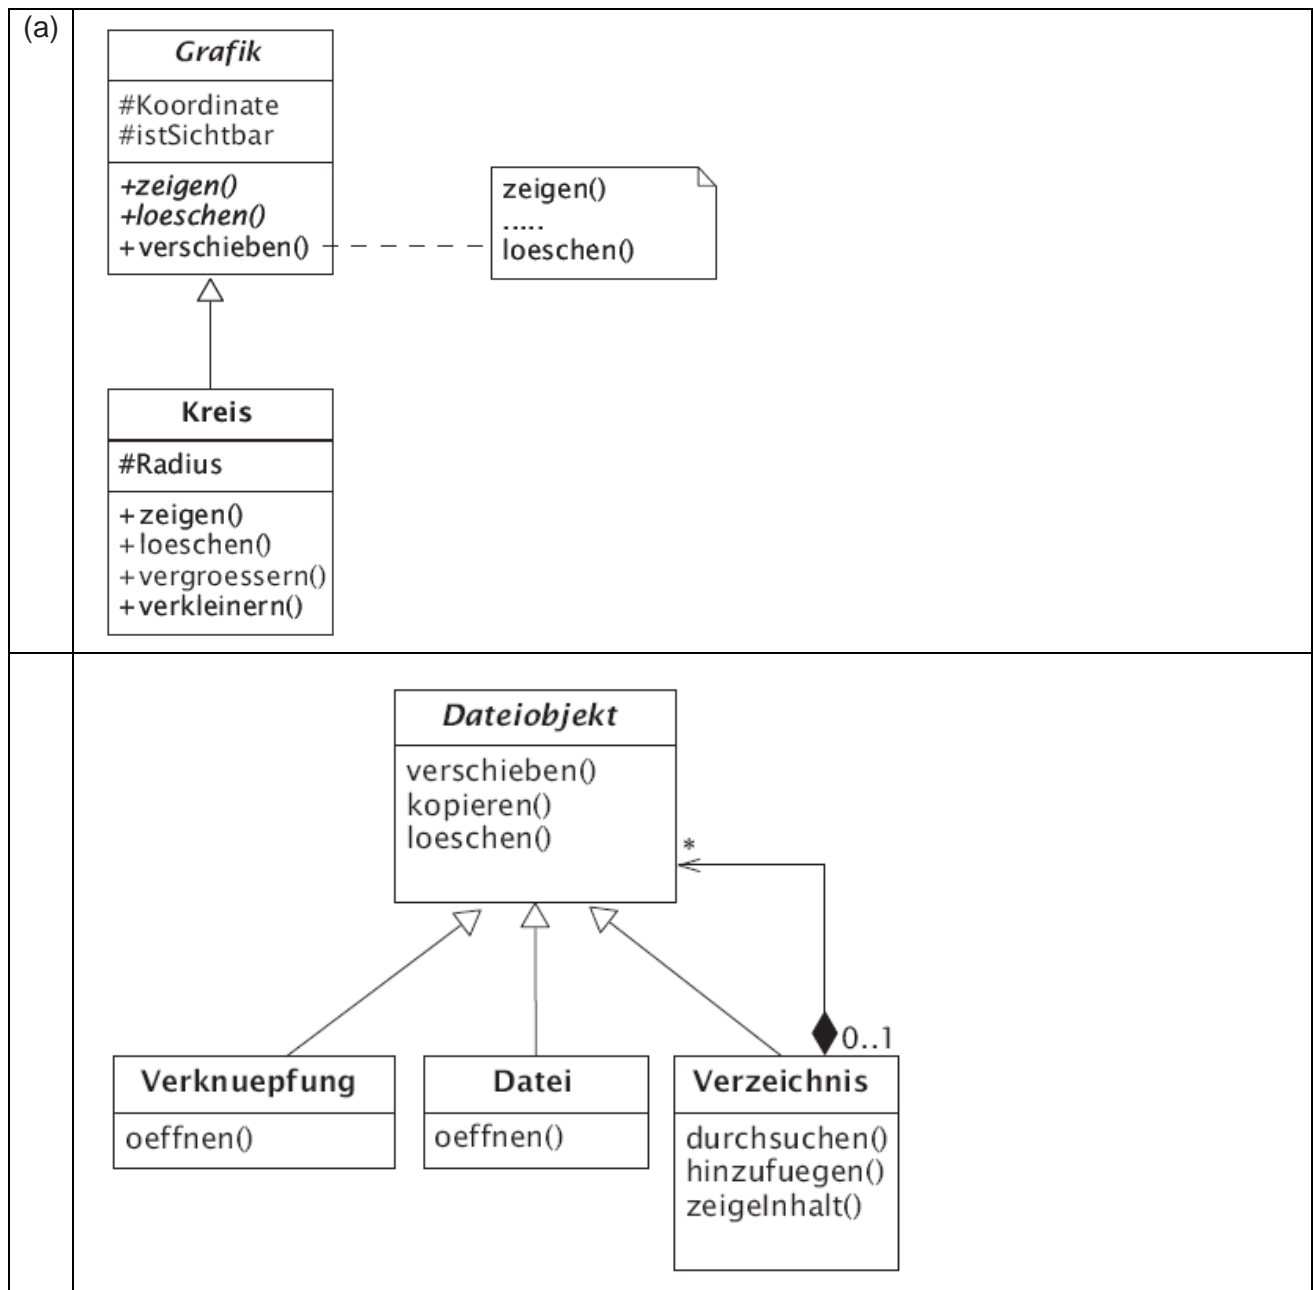 (a)
Grafik
#Koordinate
#istSichtbar
+zeigen()
+loeschen()
+verschieben()
zeigen()
.....
loeschen()
Kreis
#Radius
+zeigen()
+loeschen()
+vergroessern()
+verkleinern()
Dateiobjekt
verschieben()
kopieren()
loeschen()
*
0..1
Verknuepfung
oeffnen()
Datei
oeffnen()
Verzeichnis
durchsuchen()
hinzufuegen()
zeigeInhalt()